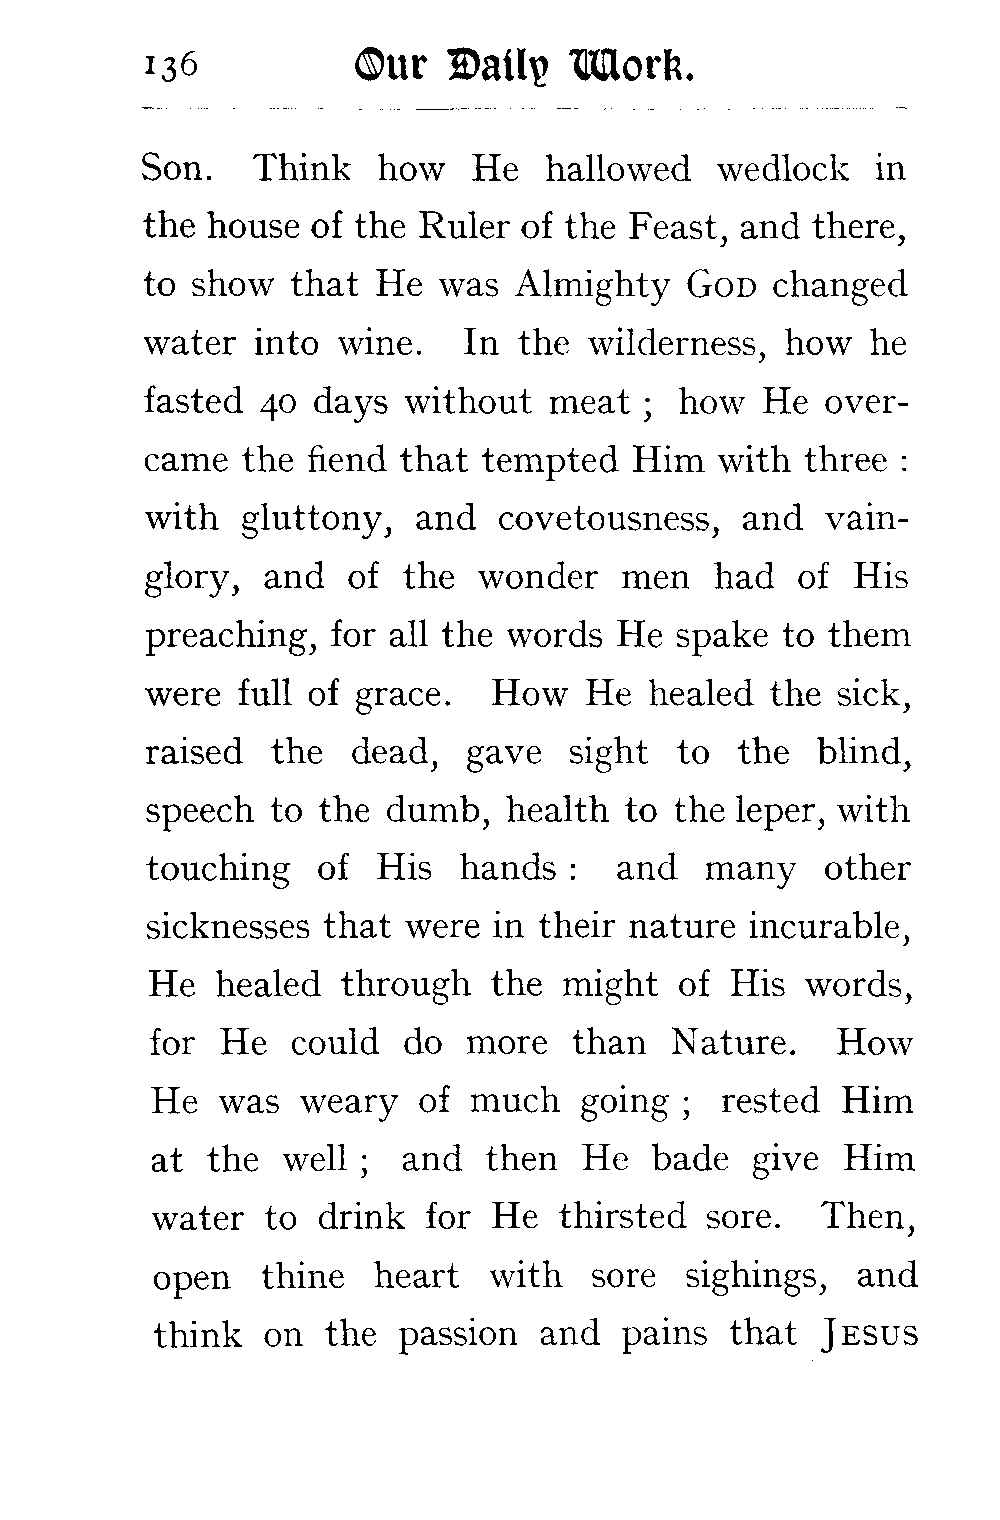 136 Our Daily Work.
Son. Think how He hallowed wedlock in
the house of the Ruler of the Feast, and there,
to show that He was Almighty GOD changed
water into wine. In the wilderness, how he
fasted 40 days without meat ; how He over-
came the fiend that tempted Him with three :
with gluttony, and covetousness, and vain-
glory, and of the wonder men had of His
preaching, for all the words He spake to them
were full of grace. How He healed the sick,
raised the dead, gave sight to the blind,
speech to the dumb, health to the leper, with
touching of His hands : and many other
sicknesses that were in their nature incurable,
He healed through the might of His words,
for He could do more than Nature. How
He was weary of much going ; rested Him
at the well ; and then He bade give Him
water to drink for He thirsted sore. Then,
open thine heart with sore sighings, and
think on the passion and pains that JESUS